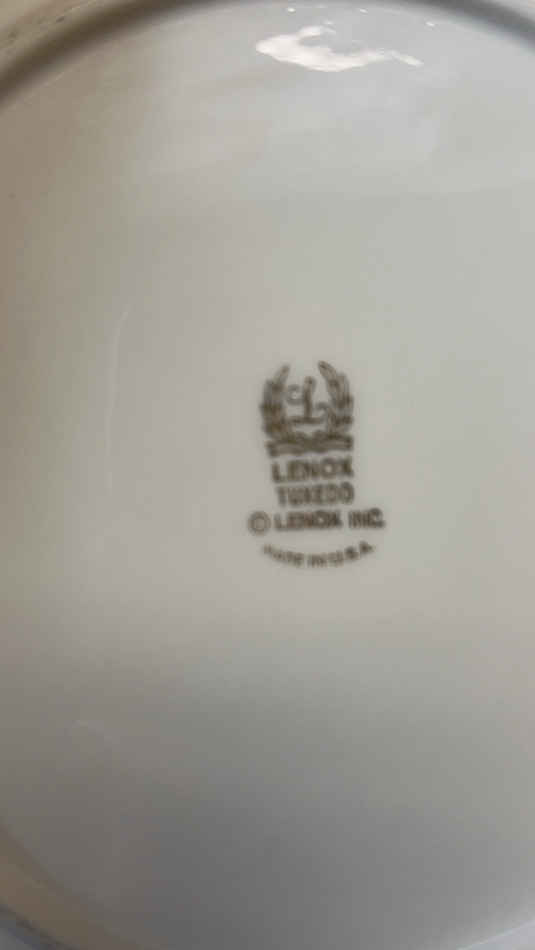 LENOX
TUXEDO
© LENOX INC.
MADE IN U.S.A.